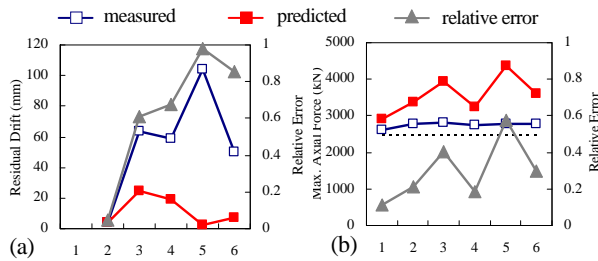 measured predicted relative error
120
100
80
60
40
20
0
Residual Drift (mm)
1
0.8
0.6
0.4
0.2
0
Relative Error
1 2 3 4 5 6
(a)
5000
4000
3000
2000
1000
0
Max. Axial Force (kN)
1
0.8
0.6
0.4
0.2
0
Relative Error
1 2 3 4 5 6
(b)